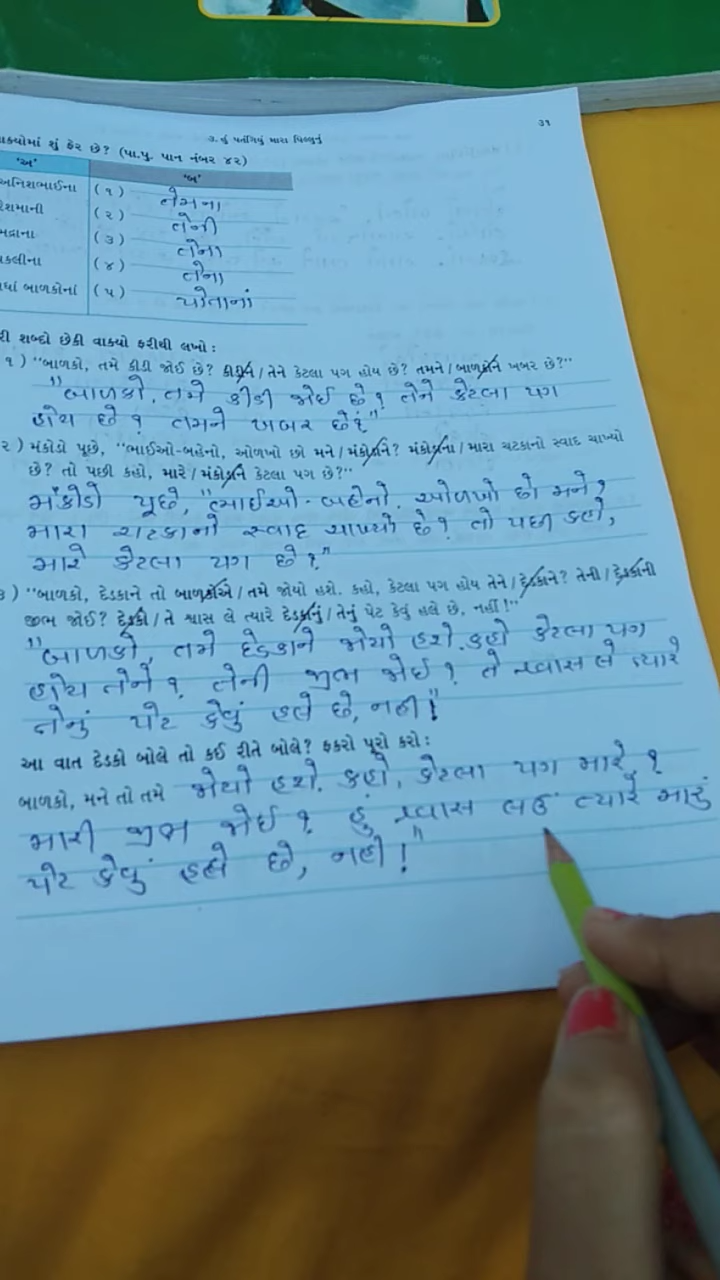 ૩. હું પતંગિયું મારા પિલ્લુનું ૩૧
વાક્યોમાં શું ફેર છે? (પા.પુ. પાન નંબર ૪૨)
'અ' 'બ'
અનિશભાઈના (૧) તેમના
રેશમાની (૨) તેની
ભદ્રાના (૩) તેના
ચકલીના (૪) તેના
બધાં બાળકોનાં (૫) પોતાનાં
શબ્દો છેકી વાક્યો ફરીથી લખો :
૧) "બાળકો, તમે કીડી જોઈ છે? કીડીને / તેને કેટલા પગ હોય છે? તમને / બાળકોને ખબર છે?"
"બાળકો, તમે કીડી જોઈ છે? તેને કેટલા પગ
હોય છે? તમને ખબર છે?"
૨) મંકોડો પૂછે, "ભાઈઓ-બહેનો, ઓળખો છો મને / મંકોડાને? મંકોડાના / મારા ચટકાનો સ્વાદ ચાખ્યો
છે? તો પછી કહો, મારે / મંકોડાને કેટલા પગ છે?"
મંકોડો પૂછે, "ભાઈઓ-બહેનો, ઓળખો છો મને?
મારા ચટકાનો સ્વાદ ચાખ્યો છે? તો પછી કહો,
મારે કેટલા પગ છે?"
૩) "બાળકો, દેડકાને તો બાળકોએ / તમે જોયો હશે. કહો, કેટલા પગ હોય તેને / દેડકાને? તેની / દેડકાની
જીભ જોઈ? દેડકો / તે શ્વાસ લે ત્યારે દેડકાનું / તેનું પેટ કેવું હલે છે, નહીં!"
"બાળકો, તમે દેડકાને જોયો હશે. કહો કેટલા પગ
હોય તેને? તેની જીભ જોઈ? તે શ્વાસ લે ત્યારે
તેનું પેટ કેવું હલે છે, નહીં!"
આ વાત દેડકો બોલે તો કઈ રીતે બોલે? ફકરો પૂરો કરો :
બાળકો, મને તો તમે જોયો હશે. કહો, કેટલા પગ મારે?
મારી જીભ જોઈ? હું શ્વાસ લઉં ત્યારે મારું
પેટ કેવું હલે છે, નહીં!"